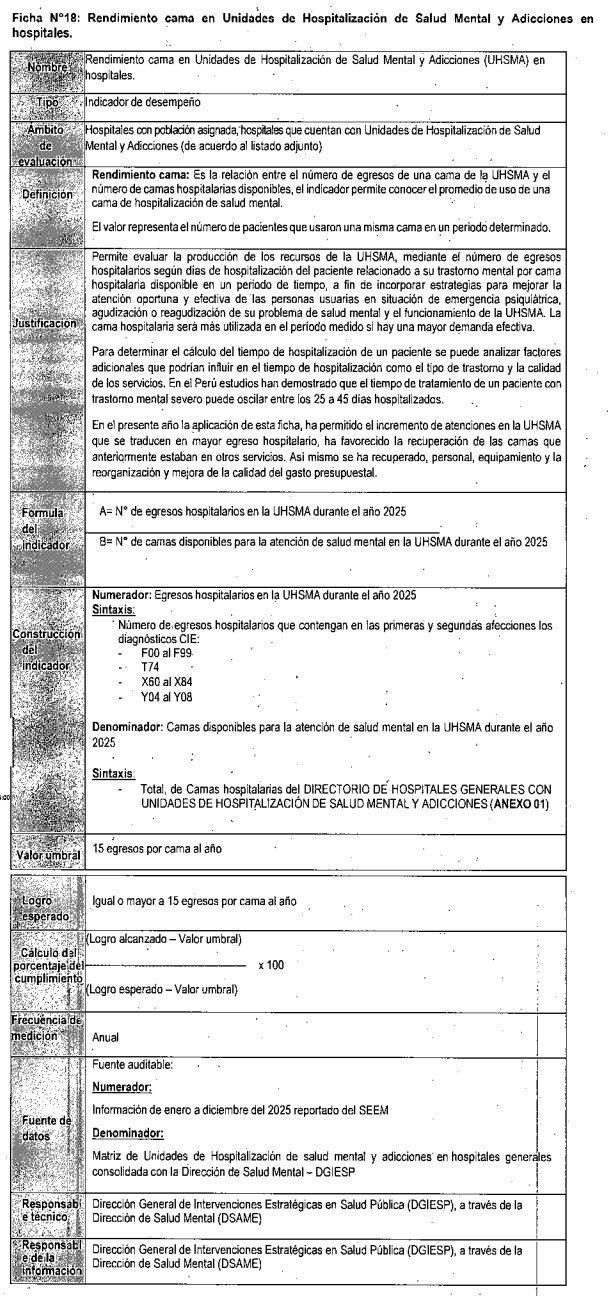 Ficha N°18: Rendimiento cama en Unidades de Hospitalización de Salud Mental y Adicciones en
hospitales.
Nombre
Rendimiento cama en Unidades de Hospitalización de Salud Mental y Adicciones (UHSMA) en
hospitales.
Tipo
Indicador de desempeño
Ámbito
de
evaluación
Hospitales con población asignada, hospitales que cuentan con Unidades de Hospitalización de Salud
Mental y Adicciones (de acuerdo al listado adjunto)
Definición
Rendimiento cama: Es la relación entre el número de egresos de una cama de la UHSMA y el
número de camas hospitalarias disponibles, el indicador permite conocer el promedio de uso de una
cama de hospitalización de salud mental.
El valor representa el número de pacientes que usaron una misma cama en un periodo determinado.
Justificación
Permite evaluar la producción de los recursos de la UHSMA, mediante el número de egresos
hospitalarios según días de hospitalización del paciente relacionado a su trastorno mental por cama
hospitalaria disponible en un periodo de tiempo, a fin de incorporar estrategias para mejorar la
atención oportuna y efectiva de las personas usuarias en situación de emergencia psiquiátrica,
agudización o reagudización de su problema de salud mental y el funcionamiento de la UHSMA. La
cama hospitalaria será más utilizada en el período medido si hay una mayor demanda efectiva.
Para determinar el cálculo del tiempo de hospitalización de un paciente se puede analizar factores
adicionales que podrían influir en el tiempo de hospitalización como el tipo de trastorno y la calidad
de los servicios. En el Perú estudios han demostrado que el tiempo de tratamiento de un paciente con
trastorno mental severo puede oscilar entre los 25 a 45 días hospitalizados.
En el presente año la aplicación de esta ficha, ha permitido el incremento de atenciones en la UHSMA
que se traducen en mayor egreso hospitalario, ha favorecido la recuperación de las camas que
anteriormente estaban en otros servicios. Así mismo se ha recuperado, personal, equipamiento y la
reorganización y mejora de la calidad del gasto presupuestal.
Fórmula
del
indicador
A= N° de egresos hospitalarios en la UHSMA durante el año 2025
B= N° de camas disponibles para la atención de salud mental en la UHSMA durante el año 2025
Construcción
del
indicador
Numerador: Egresos hospitalarios en la UHSMA durante el año 2025
Sintaxis:
Número de egresos hospitalarios que contengan en las primeras y segundas afecciones los
diagnósticos CIE:
- F00 al F99
- T74
- X60 al X84
- Y04 al Y08
Denominador: Camas disponibles para la atención de salud mental en la UHSMA durante el año
2025
Sintaxis:
- Total, de Camas hospitalarias del DIRECTORIO DE HOSPITALES GENERALES CON
UNIDADES DE HOSPITALIZACIÓN DE SALUD MENTAL Y ADICCIONES (ANEXO 01)
Valor umbral
15 egresos por cama al año
Logro
esperado
Igual o mayor a 15 egresos por cama al año
Cálculo del
porcentaje del
cumplimiento
(Logro alcanzado – Valor umbral)
x 100
(Logro esperado – Valor umbral)
Frecuencia de
medición
Anual
Fuente de
datos
Fuente auditable:
Numerador:
Información de enero a diciembre del 2025 reportado del SEEM
Denominador:
Matriz de Unidades de Hospitalización de salud mental y adicciones en hospitales generales
consolidada con la Dirección de Salud Mental – DGIESP
Responsabl
e técnico
Dirección General de Intervenciones Estratégicas en Salud Pública (DGIESP), a través de la
Dirección de Salud Mental (DSAME)
Responsabl
e de la
información
Dirección General de Intervenciones Estratégicas en Salud Pública (DGIESP), a través de la
Dirección de Salud Mental (DSAME)